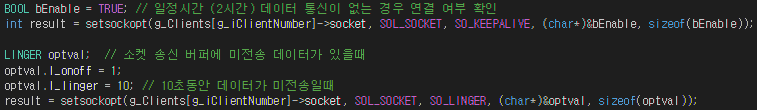 BOOL bEnable = TRUE; // 일정시간(2시간)데이터 통신이 없는 경우 연결 여부 확인
int result = setsockopt(g_Clients[g_iClientNumber]->socket, SOL_SOCKET, SO_KEEPALIVE, (char*)&bEnable, sizeof(bEnable));
LINGER optval;  // 소켓 송신 버퍼에 미전송 데이터가 있을때
optval.l_onoff = 1;
optval.l_linger = 10; // 10초동안 데이터가 미전송일때
result = setsockopt(g_Clients[g_iClientNumber]->socket, SOL_SOCKET, SO_LINGER, (char*)&optval, sizeof(optval));